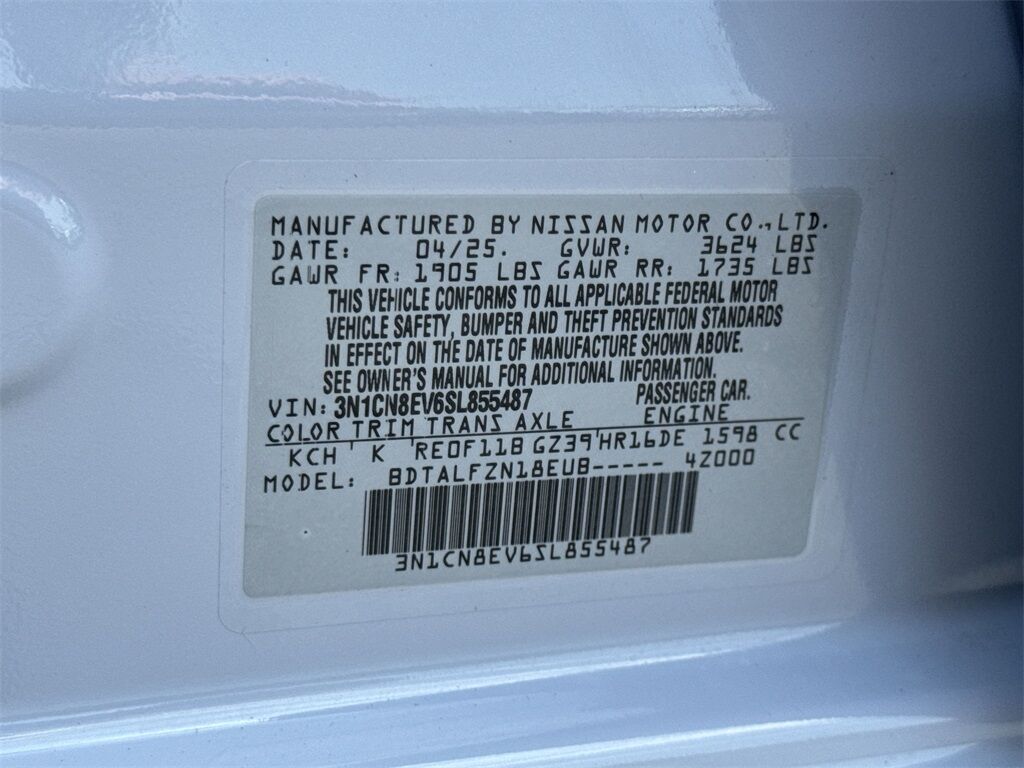 MANUFACTURED BY NISSAN MOTOR CO., LTD.
DATE: 04/25. GVWR: 3624 LBS
GAWR FR: 1905 LBS GAWR RR: 1735 LBS
THIS VEHICLE CONFORMS TO ALL APPLICABLE FEDERAL MOTOR
VEHICLE SAFETY, BUMPER AND THEFT PREVENTION STANDARDS
IN EFFECT ON THE DATE OF MANUFACTURE SHOWN ABOVE.
SEE OWNER'S MANUAL FOR ADDITIONAL INFORMATION.
VIN: 3N1CN8EV6SL855487 PASSENGER CAR.
COLOR TRIM TRANS AXLE ENGINE
KCH K RE0F11B GZ39 HR16DE 1598 CC
MODEL: BDTALFZN18EUB----- 4Z000
3N1CN8EV6SL855487